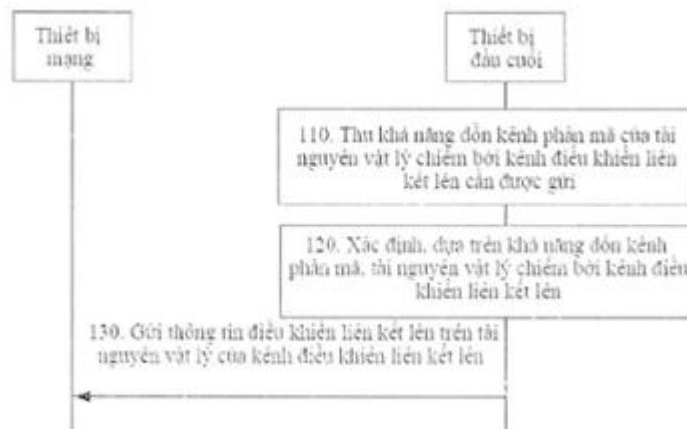 Thiết bị
mạng
Thiết bị
đầu cuối
110. Thu khả năng dồn kênh phân mã của tài
nguyên vật lý chiếm bởi kênh điều khiển liên
kết lên cần được gửi
120. Xác định, dựa trên khả năng dồn kênh
phân mã, tài nguyên vật lý chiếm bởi kênh điều
khiển liên kết lên
130. Gửi thông tin điều khiển liên kết lên trên tài
nguyên vật lý của kênh điều khiển liên kết lên